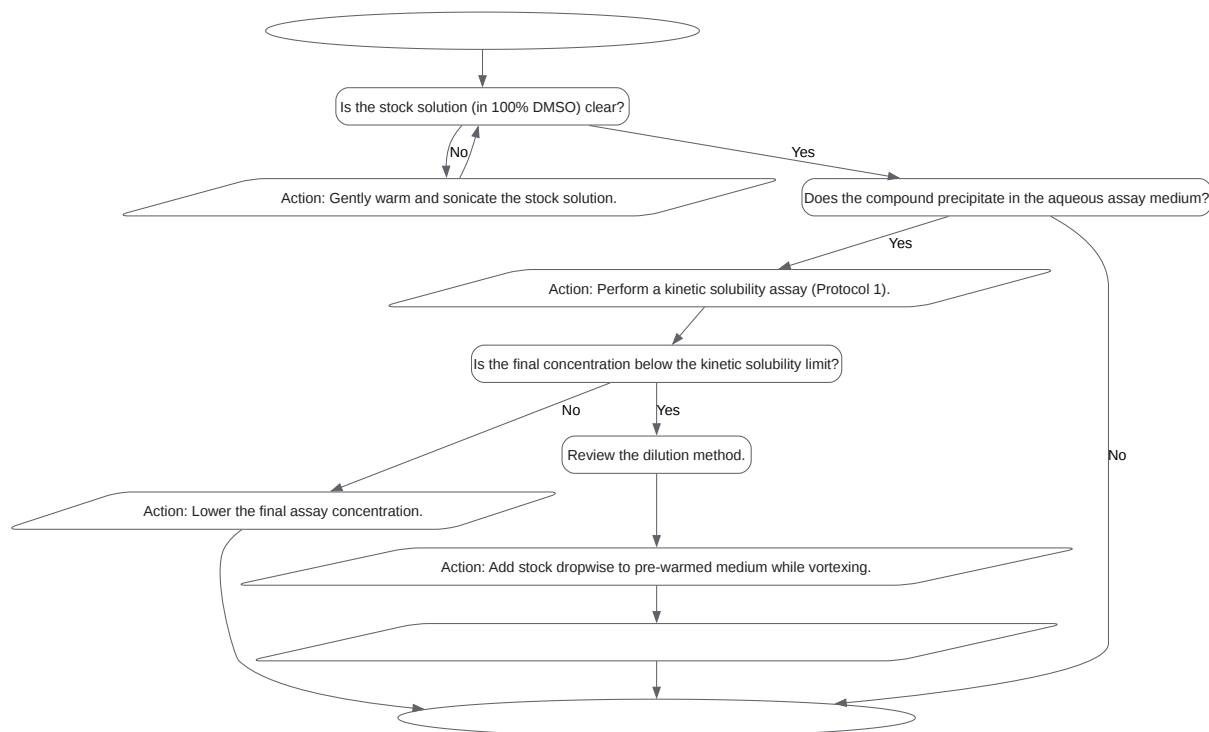 Is the stock solution (in 100% DMSO) clear?
No
Yes
Action: Gently warm and sonicate the stock solution.
Does the compound precipitate in the aqueous assay medium?
Yes
Action: Perform a kinetic solubility assay (Protocol 1).
Is the final concentration below the kinetic solubility limit?
No
Yes
Review the dilution method.
No
Action: Lower the final assay concentration.
Action: Add stock dropwise to pre-warmed medium while vortexing.